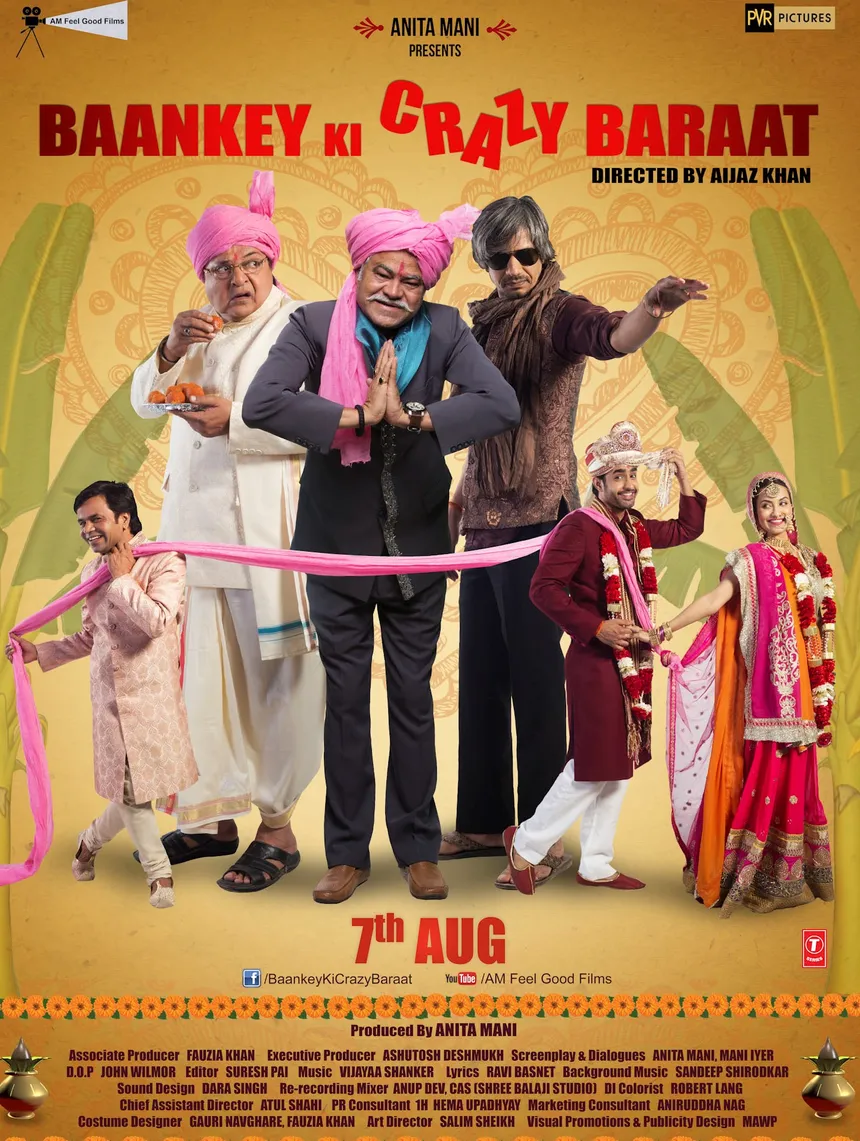 AM Feel Good Films
PVR PICTURES
ANITA MANI
PRESENTS
BAANKEY KI CRAZY BARAAT
DIRECTED BY AIJAZ KHAN
7th AUG
T
SERIES
f /BaankeyKiCrazyBaraat YouTube /AM Feel Good Films
Produced By ANITA MANI
Associate Producer FAUZIA KHAN Executive Producer ASHUTOSH DESHMUKH Screenplay & Dialogues ANITA MANI, MANI IYER
D.O.P JOHN WILMOR Editor SURESH PAI Music VIJAYAA SHANKER Lyrics RAVI BASNET Background Music SANDEEP SHIRODKAR
Sound Design DARA SINGH Re-recording Mixer ANUP DEV, CAS (SHREE BALAJI STUDIO) DI Colorist ROBERT LANG
Chief Assistant Director ATUL SHAHI PR Consultant 1H HEMA UPADHYAY Marketing Consultant ANIRUDDHA NAG
Costume Designer GAURI NAVGHARE, FAUZIA KHAN Art Director SALIM SHEIKH Visual Promotions & Publicity Design MAWP